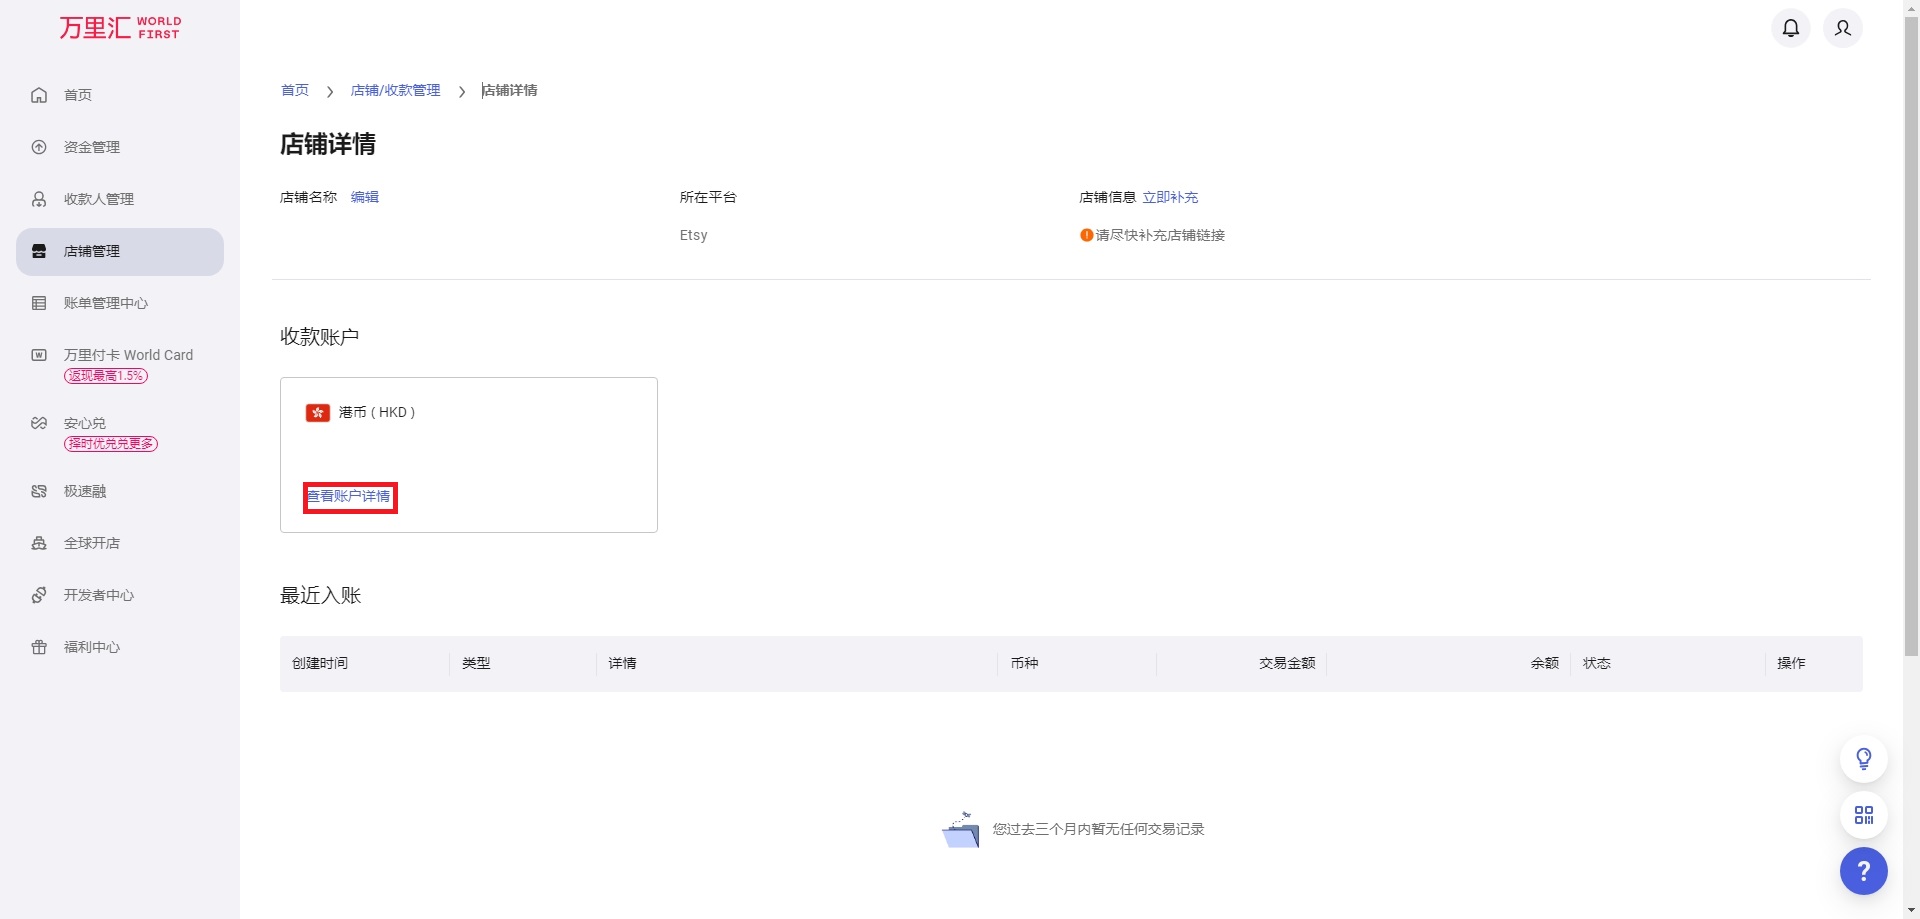 万里汇 WORLD FIRST
首页
资金管理
收款人管理
店铺管理
账单管理中心
万里付卡 World Card
返现最高1.5%
安心兑
择时优兑兑更多
极速融
全球开店
开发者中心
福利中心
首页 > 店铺/收款管理 > 店铺详情
店铺详情
店铺名称 编辑
所在平台
Etsy
店铺信息 立即补充
请尽快补充店铺链接
收款账户
港币 ( HKD )
查看账户详情
最近入账
创建时间 类型 详情 币种 交易金额 余额 状态 操作
您过去三个月内暂无任何交易记录
?